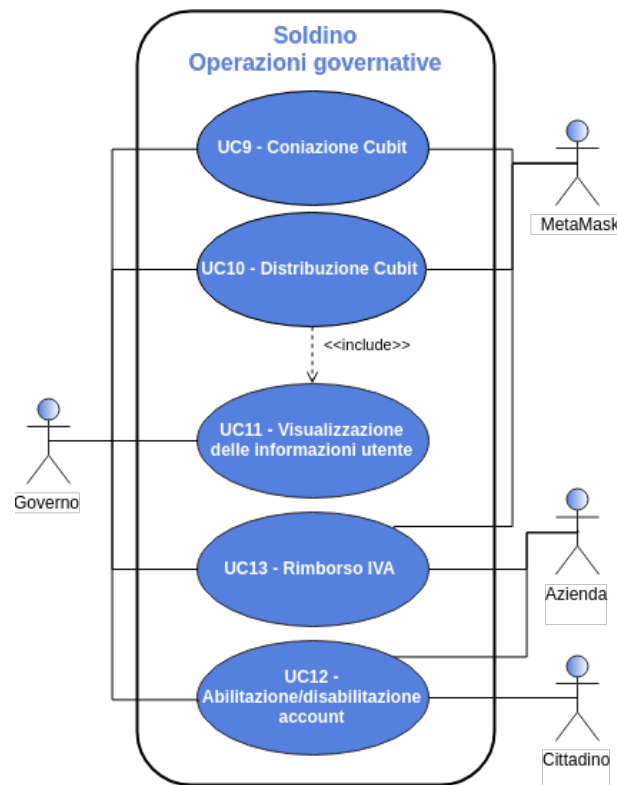 Soldino
Operazioni governative
UC9 - Coniazione Cubit
MetaMask
UC10 - Distribuzione Cubit
<<include>>
UC11 - Visualizzazione
delle informazioni utente
Governo
UC13 - Rimborso IVA
Azienda
UC12 -
Abilitazione/disabilitazione
account
Cittadino